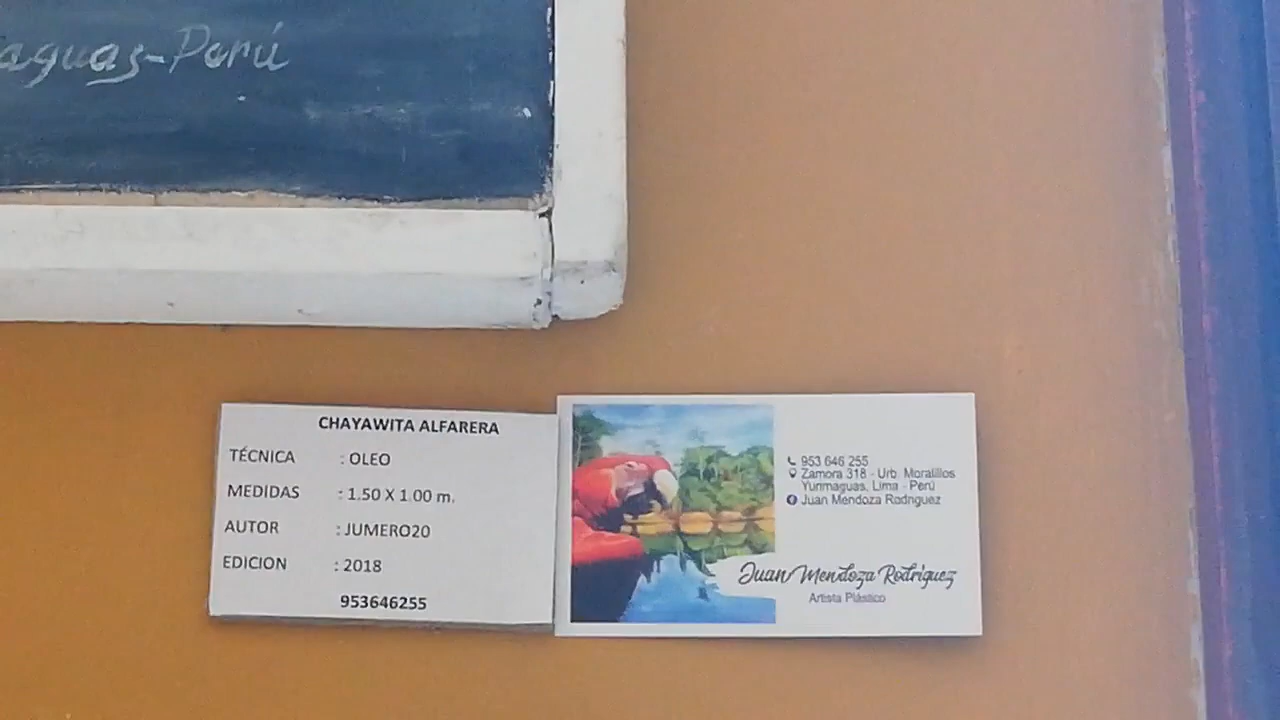 aguas-Perú
CHAYAWITA ALFARERA
TÉCNICA : OLEO
MEDIDAS : 1.50 X 1.00 m.
AUTOR : JUMERO20
EDICION : 2018
953646255
953 646 255
Zamora 318 - Urb. Moralillos
Yurimaguas, Lima - Perú
Juan Mendoza Rodriguez
Juan Mendoza Rodríguez
Artista Plástico